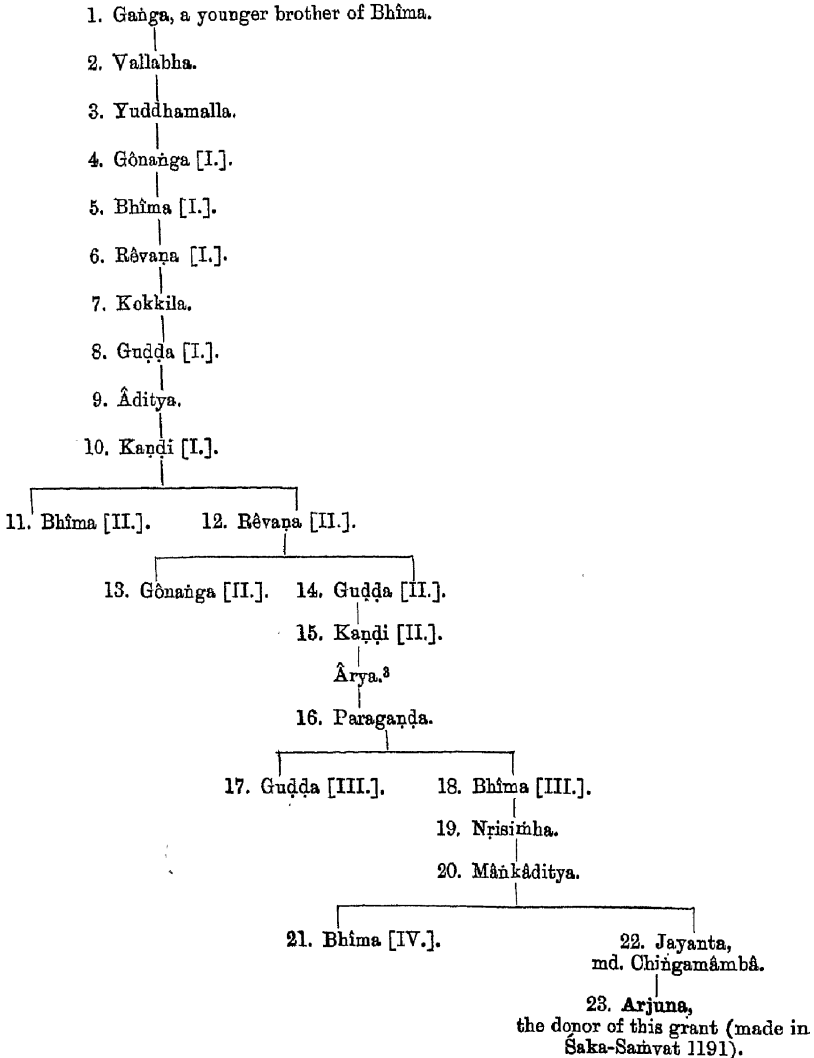 1. Gaṅga, a younger brother of Bhîma.
2. Vallabha.
3. Yuddhamalla.
4. Gônaṅga [I.].
5. Bhîma [I.].
6. Rêvaṇa [I.].
7. Kokkila.
8. Guḍḍa [I.].
9. Âditya.
10. Kaṇḍi [I.].
11. Bhîma [II.]. 12. Rêvaṇa [II.].
13. Gônaṅga [II.]. 14. Guḍḍa [II.].
15. Kaṇḍi [II.].
Ârya.³
16. Paragaṇḍa.
17. Guḍḍa [III.]. 18. Bhîma [III.].
19. Nṛisiṁha.
20. Mâṅkâditya.
21. Bhîma [IV.]. 22. Jayanta,
md. Chiṅgamâmbâ.
23. Arjuna,
the donor of this grant (made in
Śaka-Saṁvat 1191).